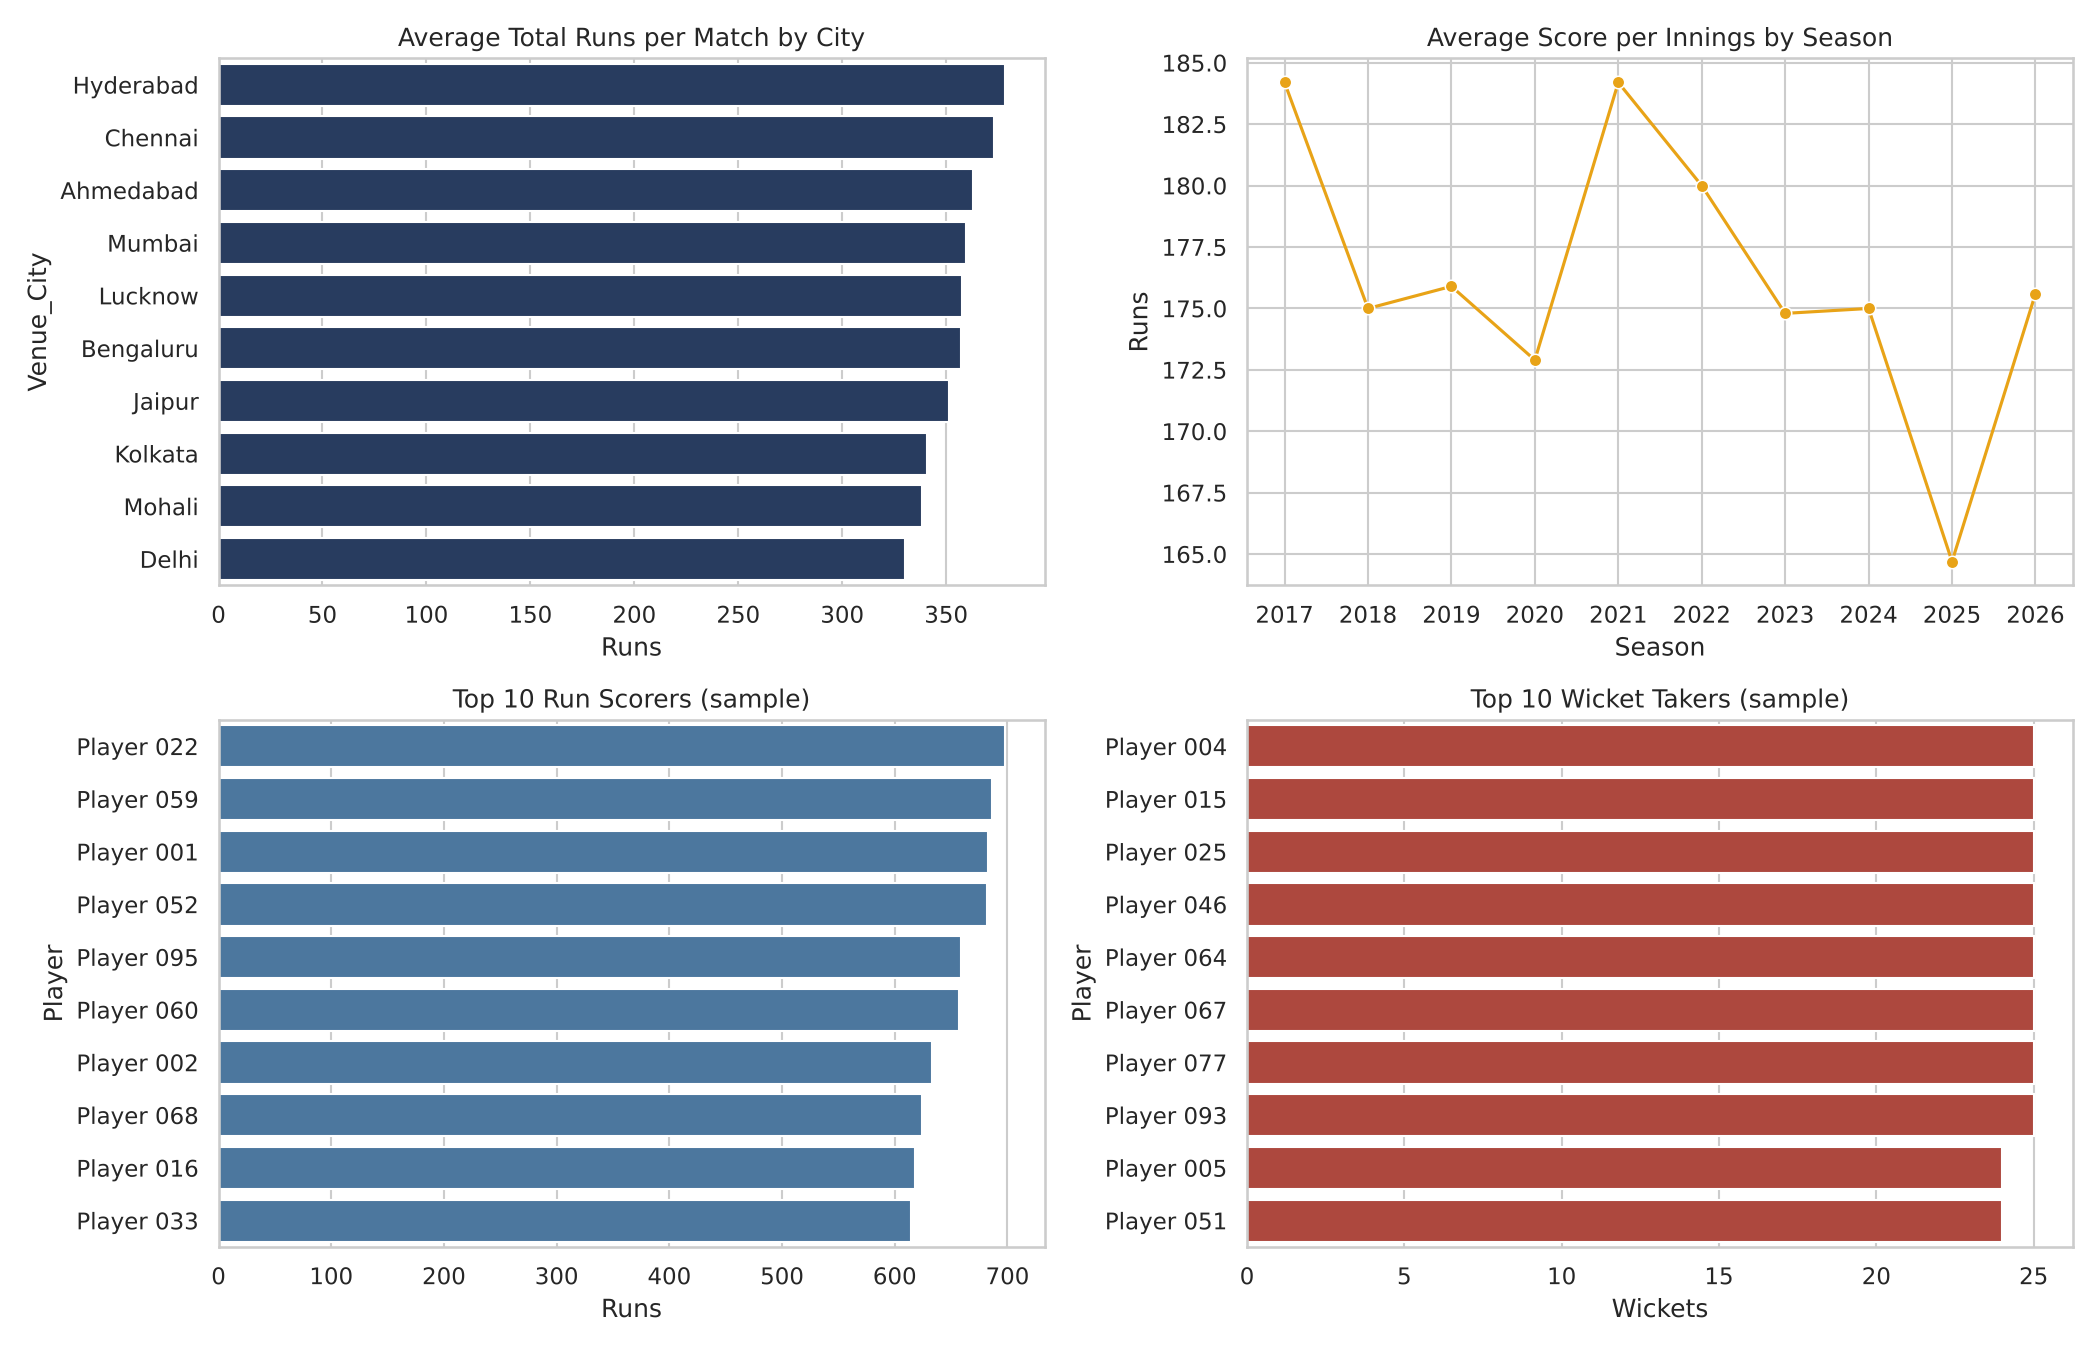 Average Total Runs per Match by City
Venue_City
Hyderabad
Chennai
Ahmedabad
Mumbai
Lucknow
Bengaluru
Jaipur
Kolkata
Mohali
Delhi
0 50 100 150 200 250 300 350
Runs
Average Score per Innings by Season
Runs
185.0
182.5
180.0
177.5
175.0
172.5
170.0
167.5
165.0
2017 2018 2019 2020 2021 2022 2023 2024 2025 2026
Season
Top 10 Run Scorers (sample)
Player
Player 022
Player 059
Player 001
Player 052
Player 095
Player 060
Player 002
Player 068
Player 016
Player 033
0 100 200 300 400 500 600 700
Runs
Top 10 Wicket Takers (sample)
Player
Player 004
Player 015
Player 025
Player 046
Player 064
Player 067
Player 077
Player 093
Player 005
Player 051
0 5 10 15 20 25
Wickets